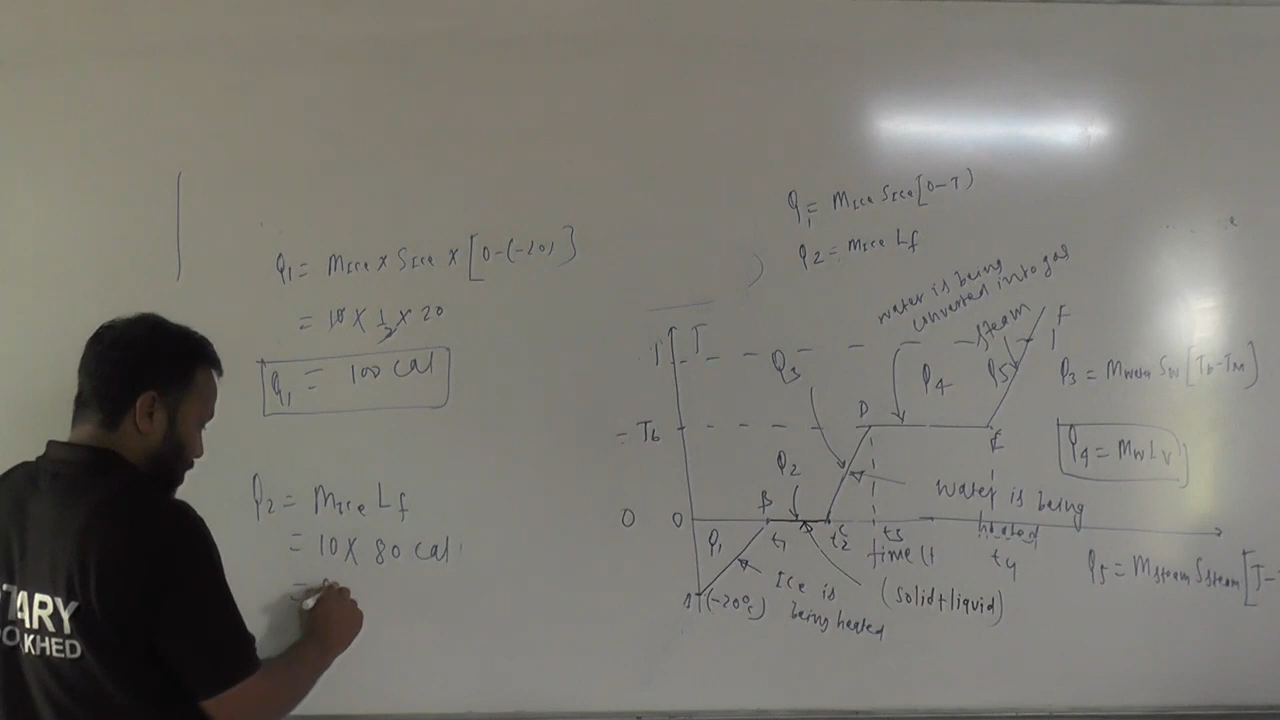 Q1 = MIce x SIce x [0-(-20)]
= 10 x 1/2 x 20
Q1 = 100 cal
Q2 = MIce Lf
= 10 x 80 cal
=
TARY
KHED
Q1 = MIce SIce [0-T)
Q2 = MIce Lf
water is being
converted into gas
steam
T
T
F
Q3
Q4
Q5
Q3 = Mwater Sw [Tb-TM]
= Tb
D
E
Q4 = Mw Lv
Q2
water is being
heated
B
0
0
t1
t2
C
t3
time(t
t4
Q1
Q5 = Msteam Ssteam [T-
(-20°c)
Ice is
being heated
(solid+liquid)